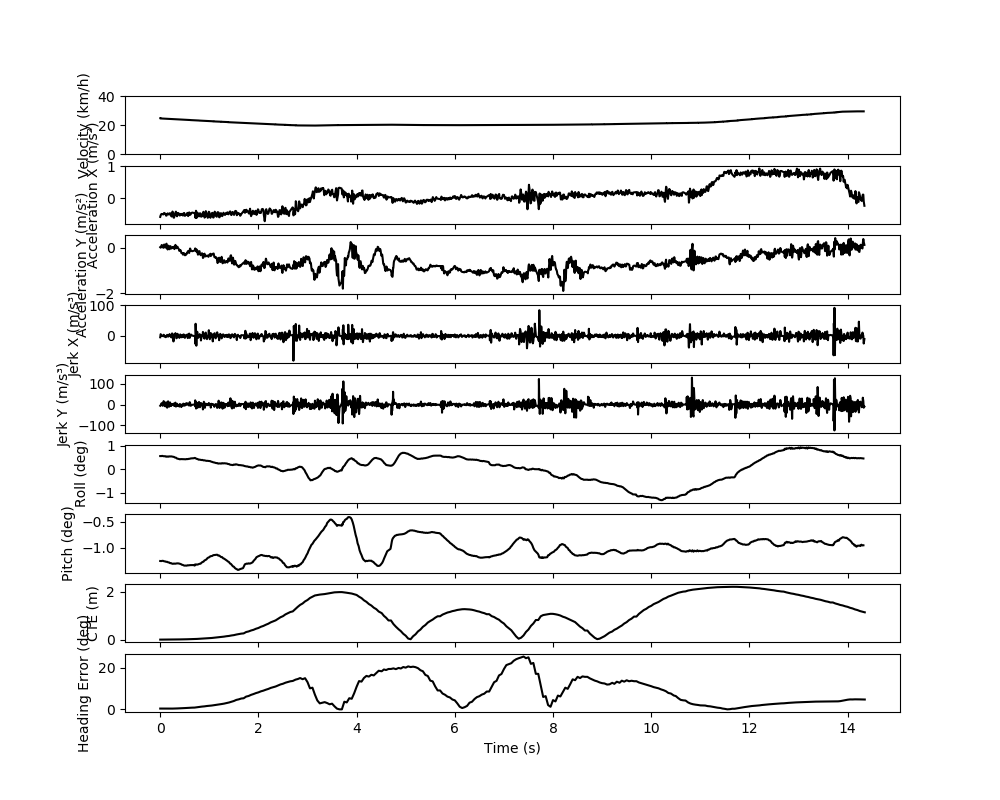 Velocity (km/h)
40
20
0
Acceleration X (m/s²)
1
0
Acceleration Y (m/s²)
0
−2
Jerk X (m/s³)
100
0
Jerk Y (m/s³)
100
0
−100
Roll (deg)
1
0
−1
Pitch (deg)
−0.5
−1.0
CTE (m)
2
0
Heading Error (deg)
20
0
0 2 4 6 8 10 12 14
Time (s)